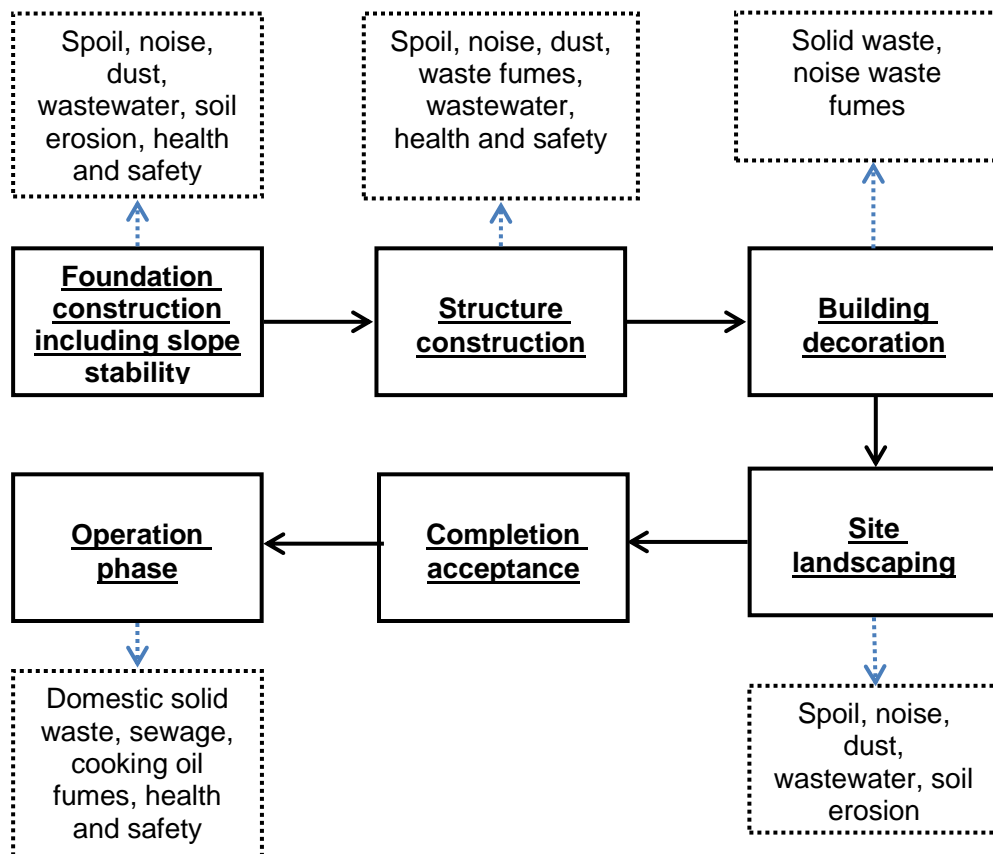 Spoil, noise,
dust,
wastewater, soil
erosion, health
and safety
Spoil, noise, dust,
waste fumes,
wastewater,
health and safety
Solid waste,
noise waste
fumes
Foundation
construction
including slope
stability
Structure
construction
Building
decoration
Operation
phase
Completion
acceptance
Site
landscaping
Domestic solid
waste, sewage,
cooking oil
fumes, health
and safety
Spoil, noise,
dust,
wastewater, soil
erosion